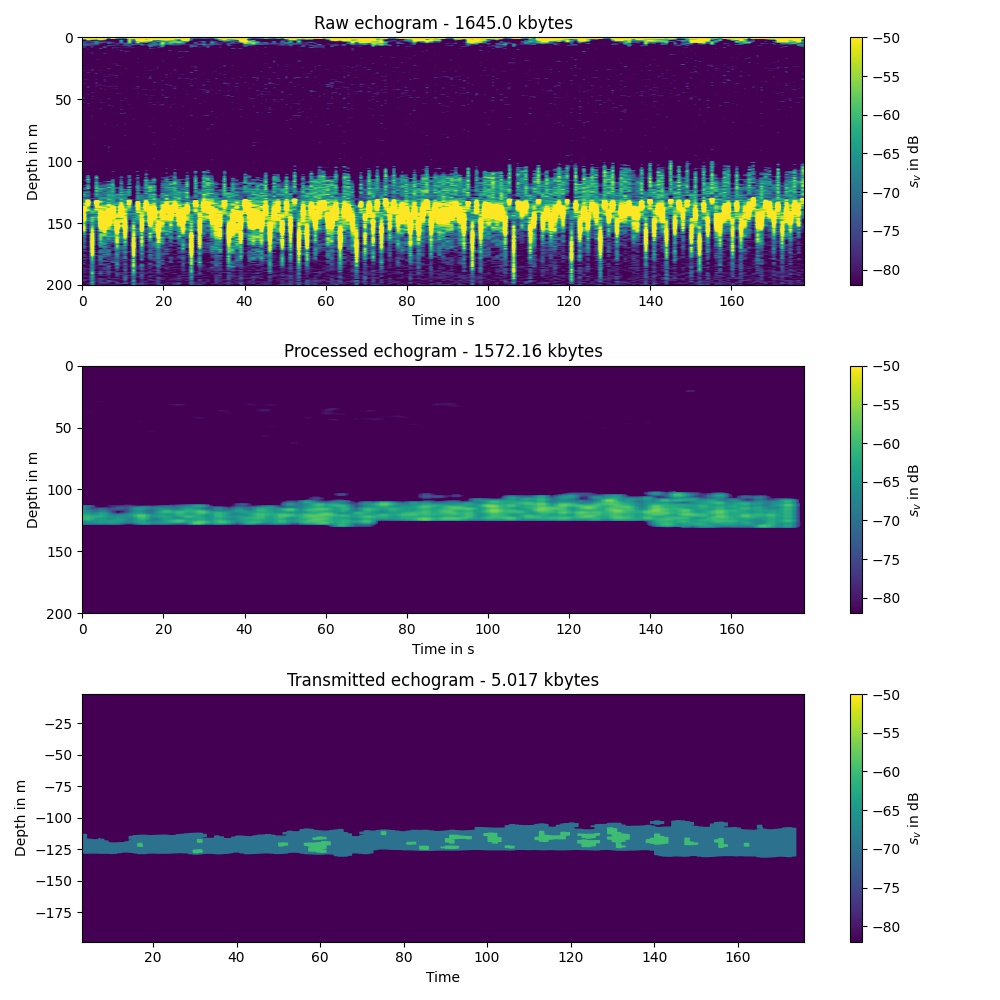 Raw echogram - 1645.0 kbytes
0
50
100
150
200
Depth in m
0 20 40 60 80 100 120 140 160
Time in s
−50
−55
−60
−65
−70
−75
−80
sᵥ in dB
Processed echogram - 1572.16 kbytes
0
50
100
150
200
Depth in m
0 20 40 60 80 100 120 140 160
Time in s
−50
−55
−60
−65
−70
−75
−80
sᵥ in dB
Transmitted echogram - 5.017 kbytes
−25
−50
−75
−100
−125
−150
−175
Depth in m
20 40 60 80 100 120 140 160
Time
−50
−55
−60
−65
−70
−75
−80
sᵥ in dB